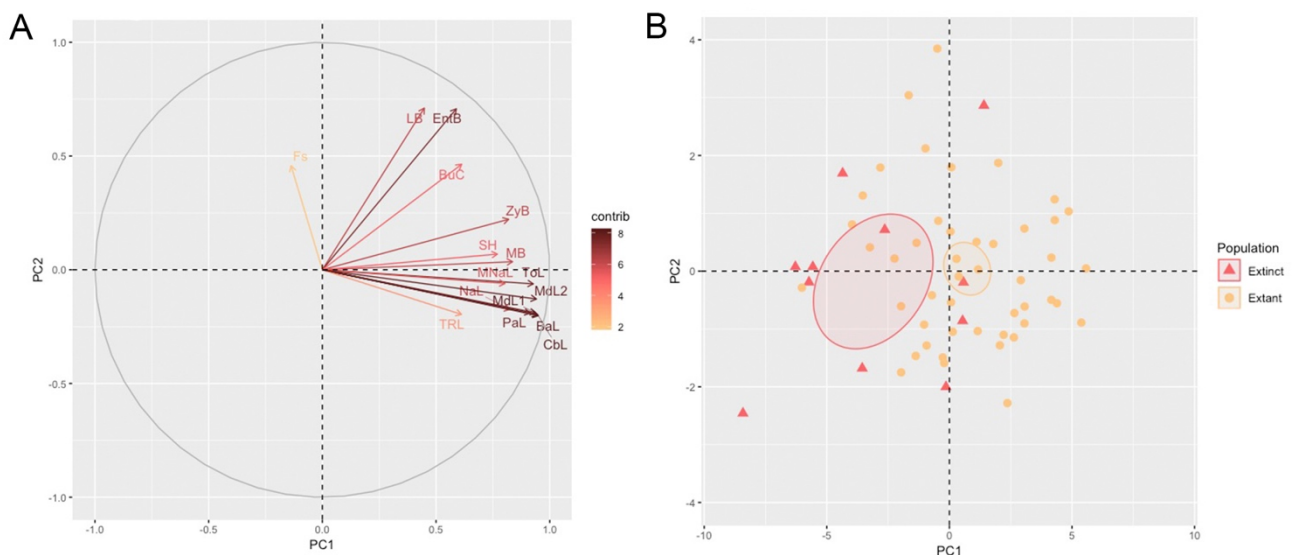 A
1.0
0.5
0.0
-0.5
-1.0
PC2
LB EntB
Fs
BuC
ZyB
SH
MB
MNaL ToL
NaL MdL1 MdL2
TRL
PaL BaL
CbL
-1.0 -0.5 0.0 0.5 1.0
PC1
contrib
8
6
4
2
B
4
2
0
-2
-4
PC2
-10 -5 0 5 10
PC1
Population
Extinct
Extant